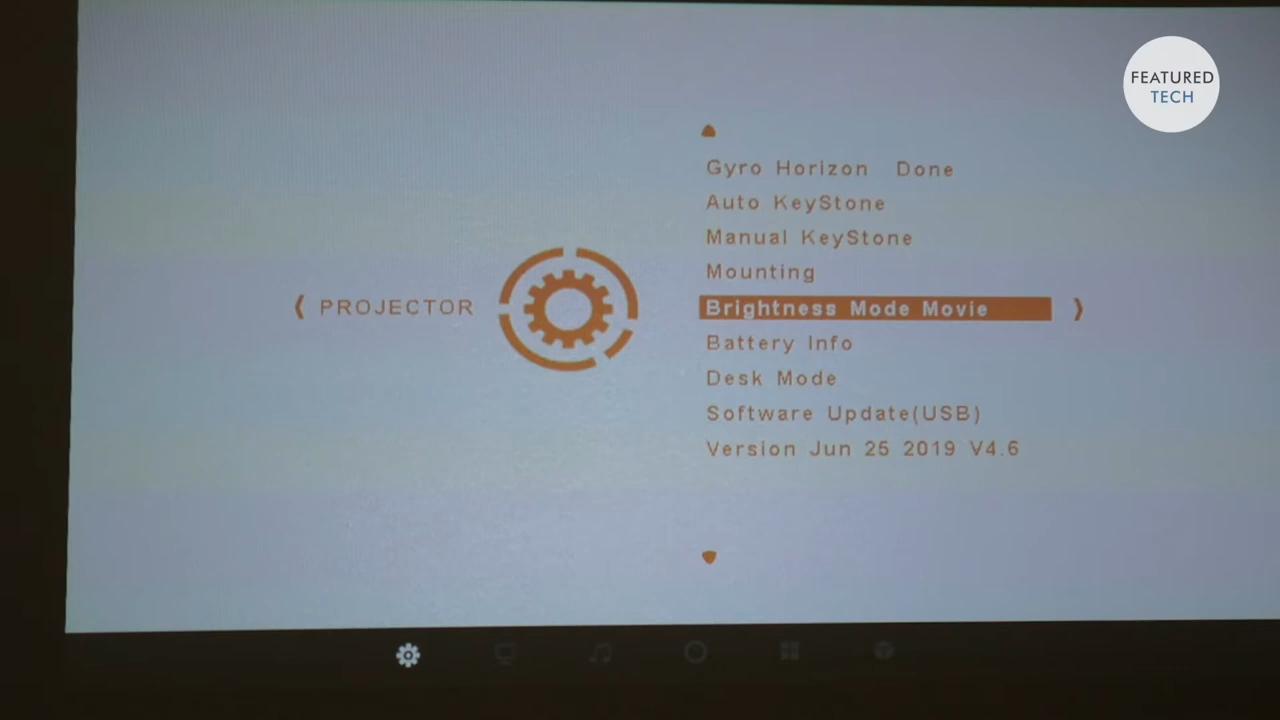 FEATURED
TECH
Gyro Horizon Done
Auto KeyStone
Manual KeyStone
Mounting
PROJECTOR
Brightness Mode Movie
Battery Info
Desk Mode
Software Update(USB)
Version Jun 25 2019 V4.6